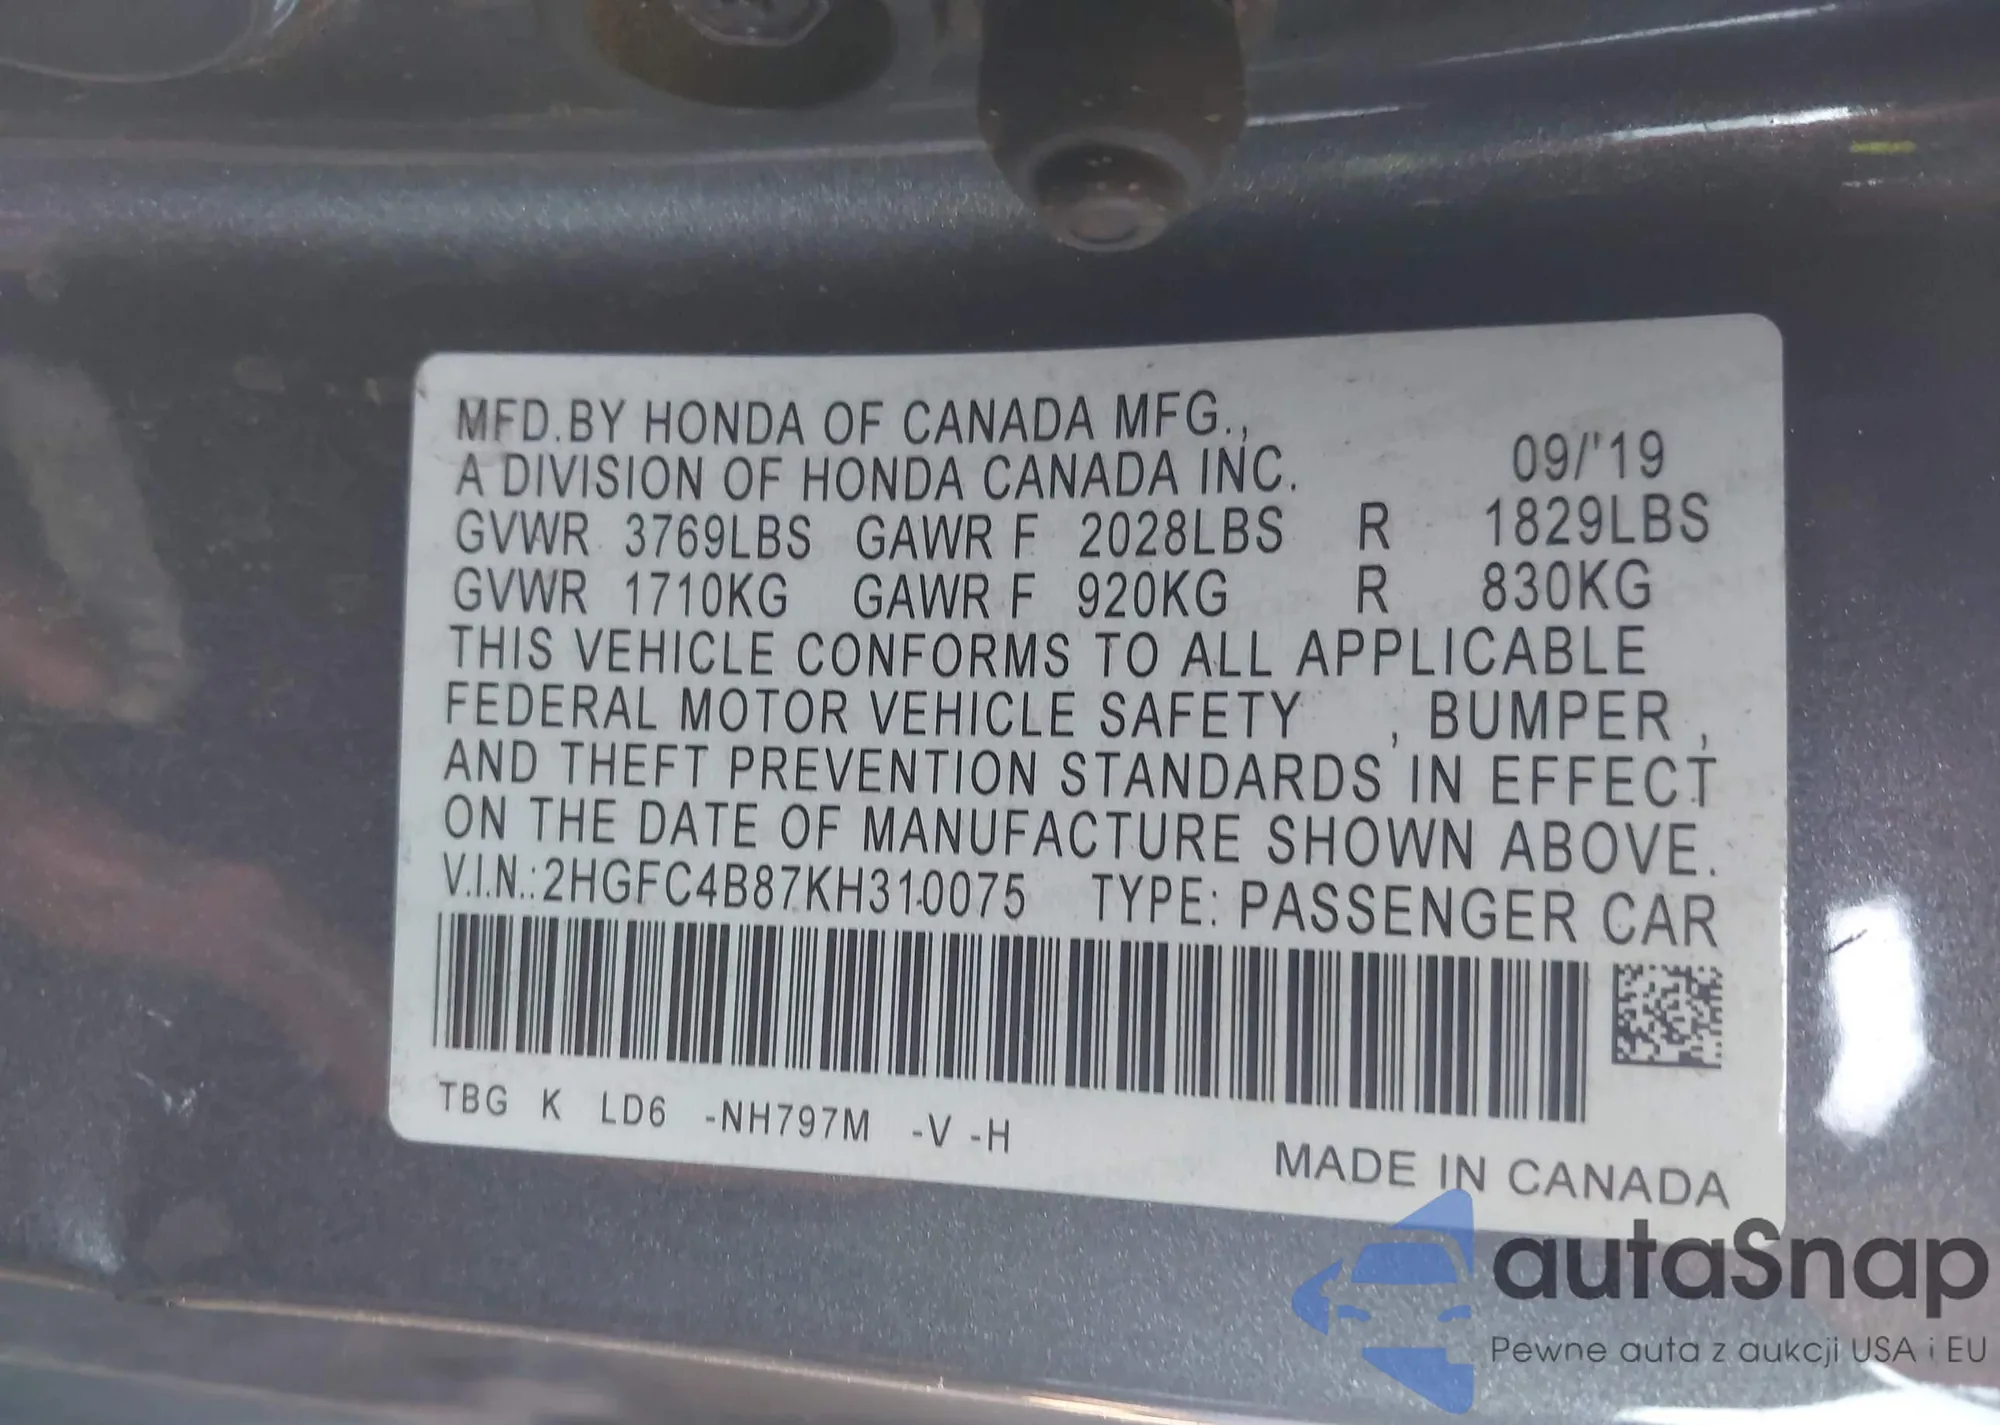 MFD.BY HONDA OF CANADA MFG.,
A DIVISION OF HONDA CANADA INC. 09/'19
GVWR 3769LBS GAWR F 2028LBS R 1829LBS
GVWR 1710KG GAWR F 920KG R 830KG
THIS VEHICLE CONFORMS TO ALL APPLICABLE
FEDERAL MOTOR VEHICLE SAFETY , BUMPER ,
AND THEFT PREVENTION STANDARDS IN EFFECT
ON THE DATE OF MANUFACTURE SHOWN ABOVE.
V.I.N.:2HGFC4B87KH310075 TYPE: PASSENGER CAR
TBG K LD6 -NH797M -V -H
MADE IN CANADA
autaSnap
Pewne auta z aukcji USA i EU